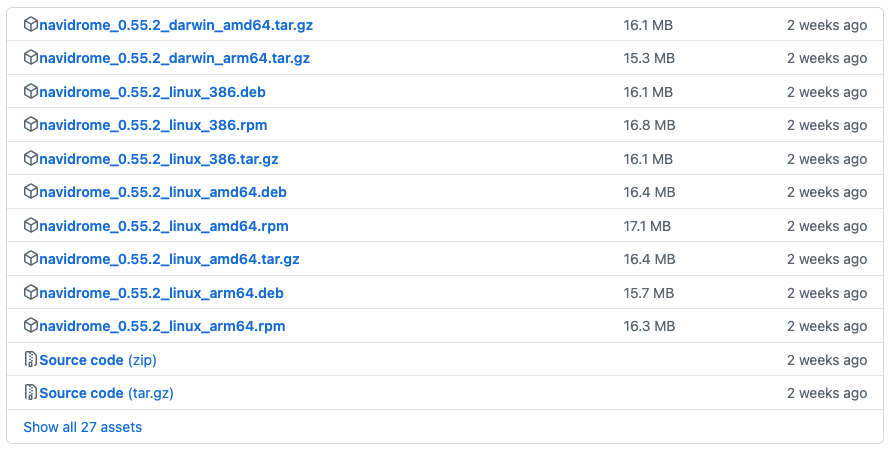 navidrome_0.55.2_darwin_amd64.tar.gz 16.1 MB 2 weeks ago
navidrome_0.55.2_darwin_arm64.tar.gz 15.3 MB 2 weeks ago
navidrome_0.55.2_linux_386.deb 16.1 MB 2 weeks ago
navidrome_0.55.2_linux_386.rpm 16.8 MB 2 weeks ago
navidrome_0.55.2_linux_386.tar.gz 16.1 MB 2 weeks ago
navidrome_0.55.2_linux_amd64.deb 16.4 MB 2 weeks ago
navidrome_0.55.2_linux_amd64.rpm 17.1 MB 2 weeks ago
navidrome_0.55.2_linux_amd64.tar.gz 16.4 MB 2 weeks ago
navidrome_0.55.2_linux_arm64.deb 15.7 MB 2 weeks ago
navidrome_0.55.2_linux_arm64.rpm 16.3 MB 2 weeks ago
Source code (zip) 2 weeks ago
Source code (tar.gz) 2 weeks ago
Show all 27 assets